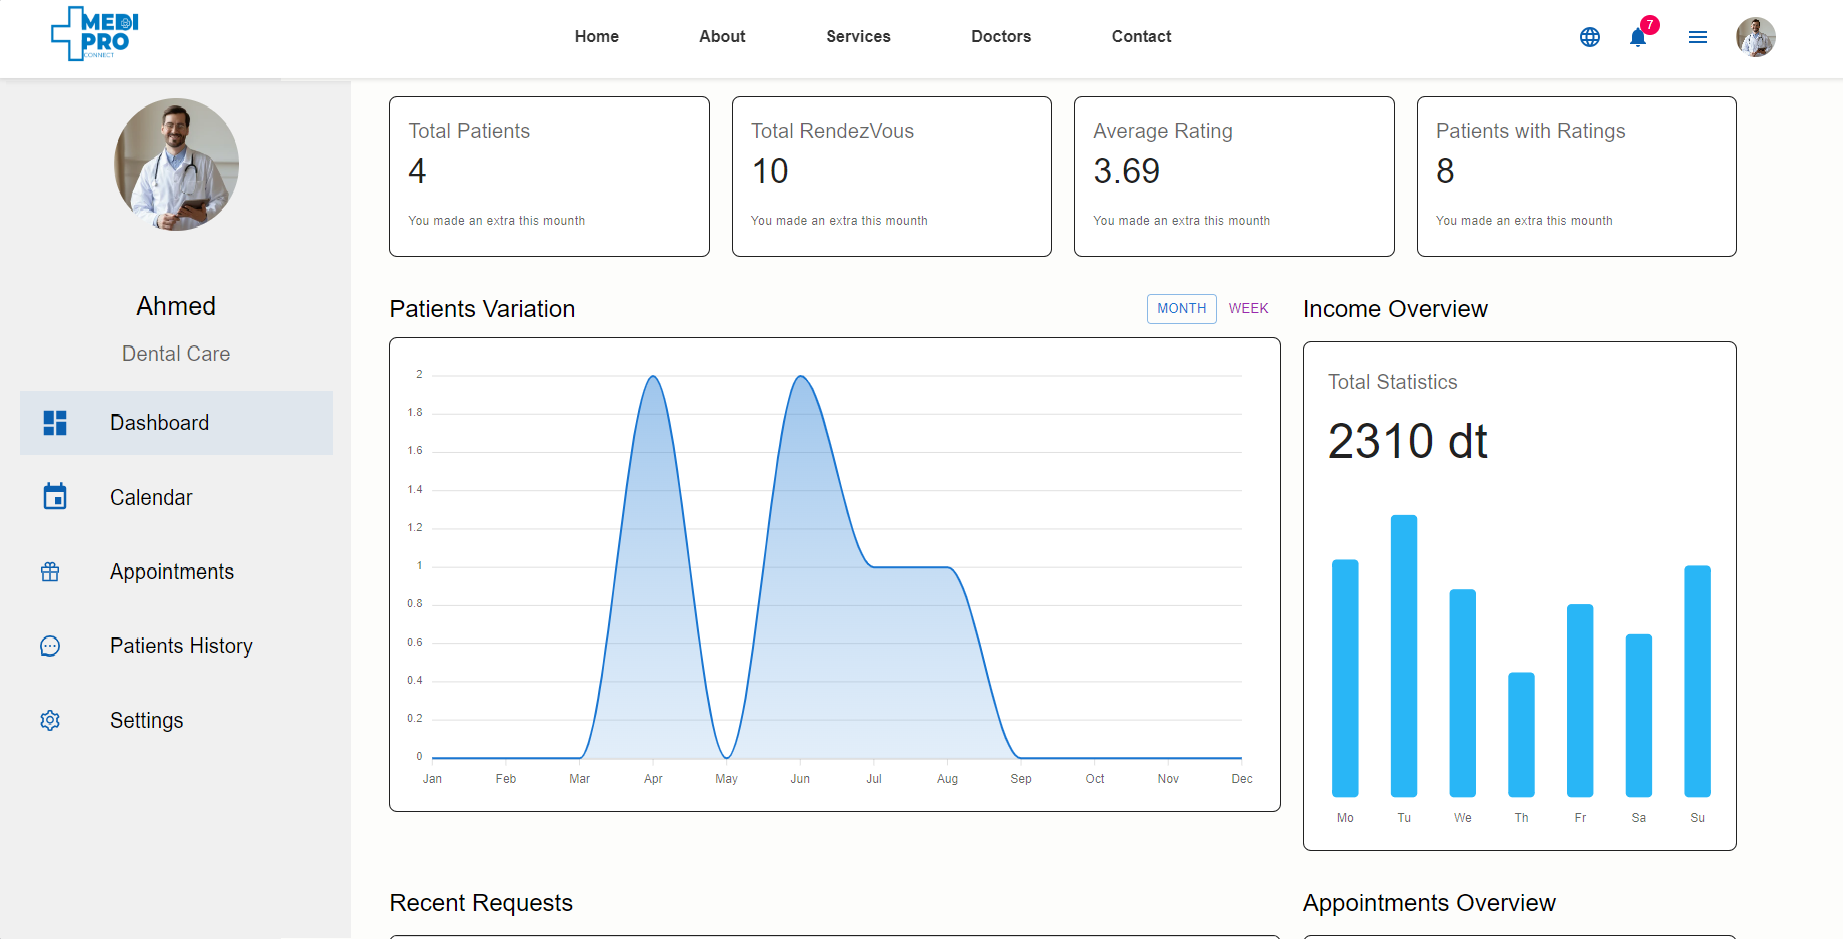 MEDI
PRO
CONNECT
Home
About
Services
Doctors
Contact
7
Ahmed
Dental Care
Dashboard
Calendar
Appointments
Patients History
Settings
Total Patients
4
You made an extra this mounth
Total RendezVous
10
You made an extra this mounth
Average Rating
3.69
You made an extra this mounth
Patients with Ratings
8
You made an extra this mounth
Patients Variation
MONTH
WEEK
2
1.8
1.6
1.4
1.2
1
0.8
0.6
0.4
0.2
0
Jan Feb Mar Apr May Jun Jul Aug Sep Oct Nov Dec
Income Overview
Total Statistics
2310 dt
Mo Tu We Th Fr Sa Su
Recent Requests
Appointments Overview